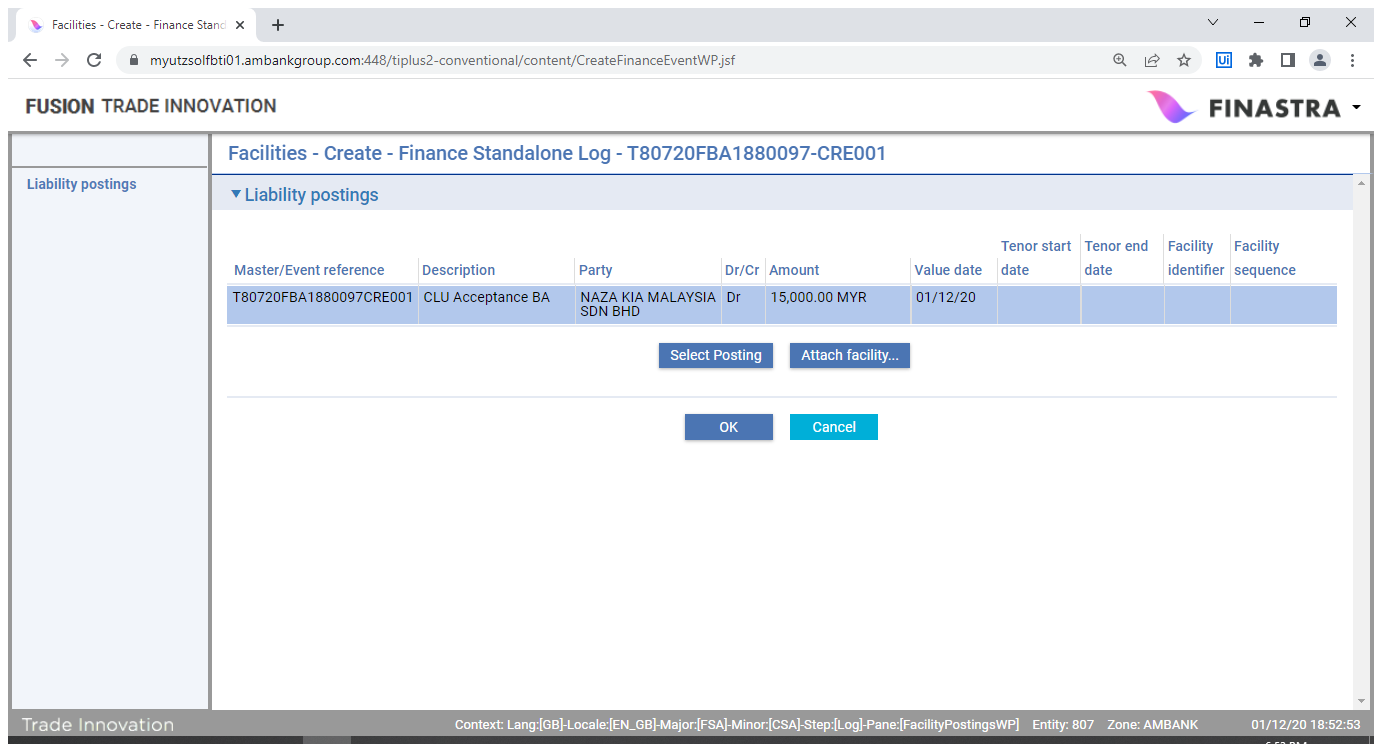 Facilities - Create - Finance Stand
myutzsolfbti01.ambankgroup.com:448/tiplus2-conventional/content/CreateFinanceEventWP.jsf
Ui
FUSION TRADE INNOVATION
FINASTRA
Facilities - Create - Finance Standalone Log - T80720FBA1880097-CRE001
Liability postings
Liability postings
Tenor start Tenor end Facility Facility
Master/Event reference Description Party Dr/Cr Amount Value date date date identifier sequence
T80720FBA1880097CRE001 CLU Acceptance BA NAZA KIA MALAYSIA Dr 15,000.00 MYR 01/12/20
SDN BHD
Select Posting Attach facility...
OK Cancel
Trade Innovation Context: Lang:[GB]-Locale:[EN_GB]-Major:[FSA]-Minor:[CSA]-Step:[Log]-Pane:[FacilityPostingsWP] Entity: 807 Zone: AMBANK 01/12/20 18:52:53